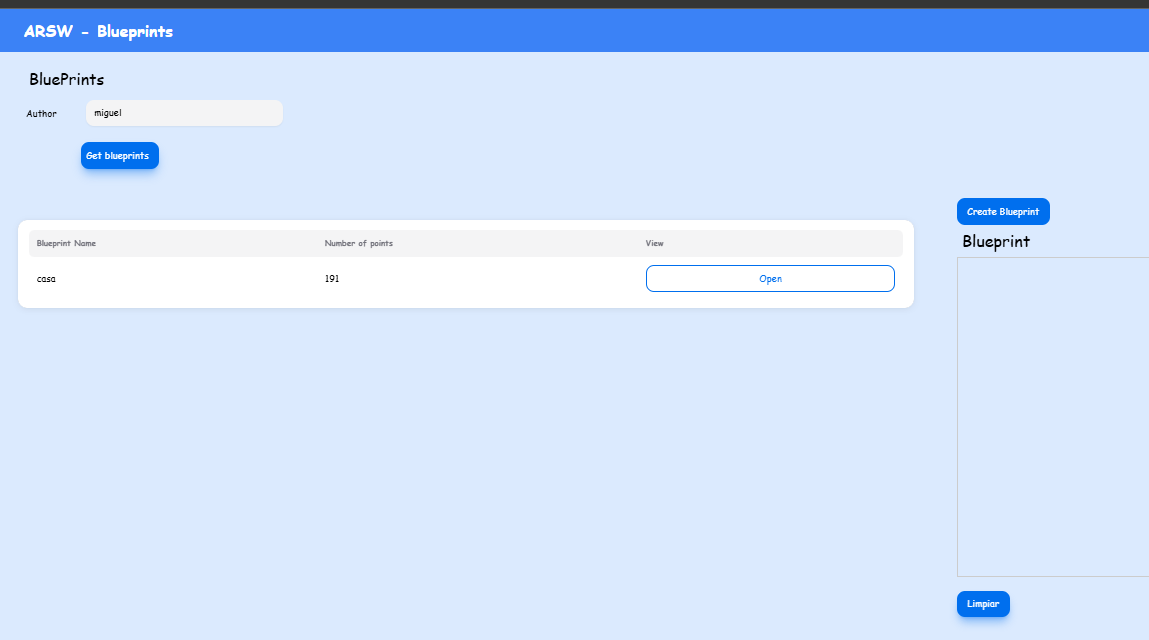 ARSW - Blueprints
BluePrints
Author miguel
Get blueprints
Create Blueprint
Blueprint
Blueprint Name Number of points View
casa 191 Open
Limpiar